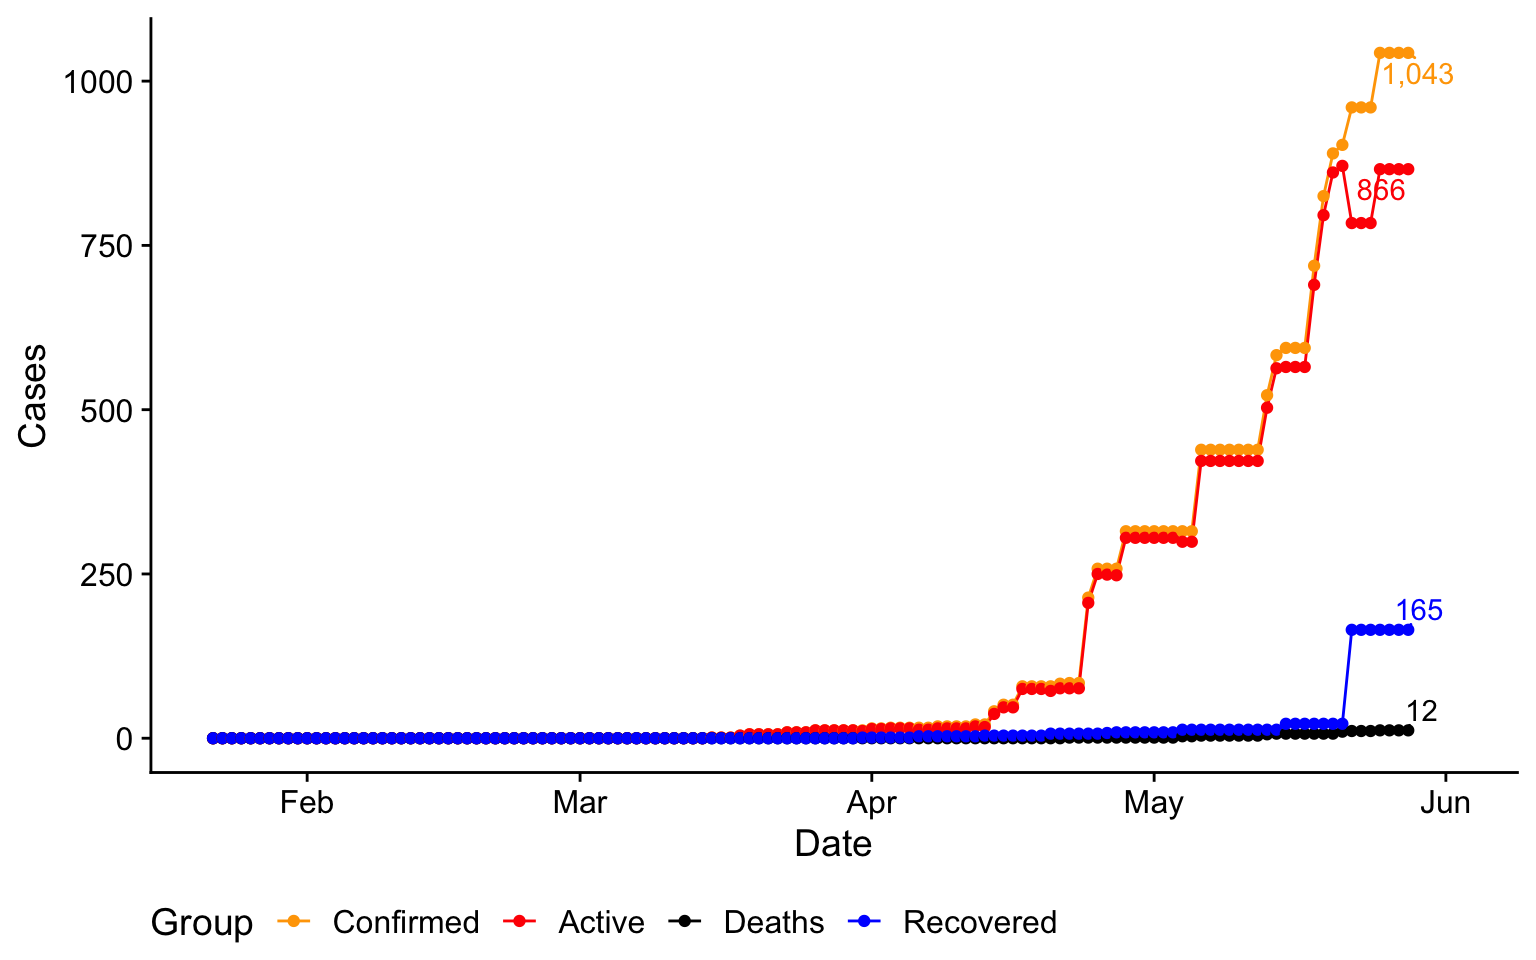 1000
750
500
250
0
Cases
1,043
866
165
12
Feb Mar Apr May Jun
Date
Group Confirmed Active Deaths Recovered